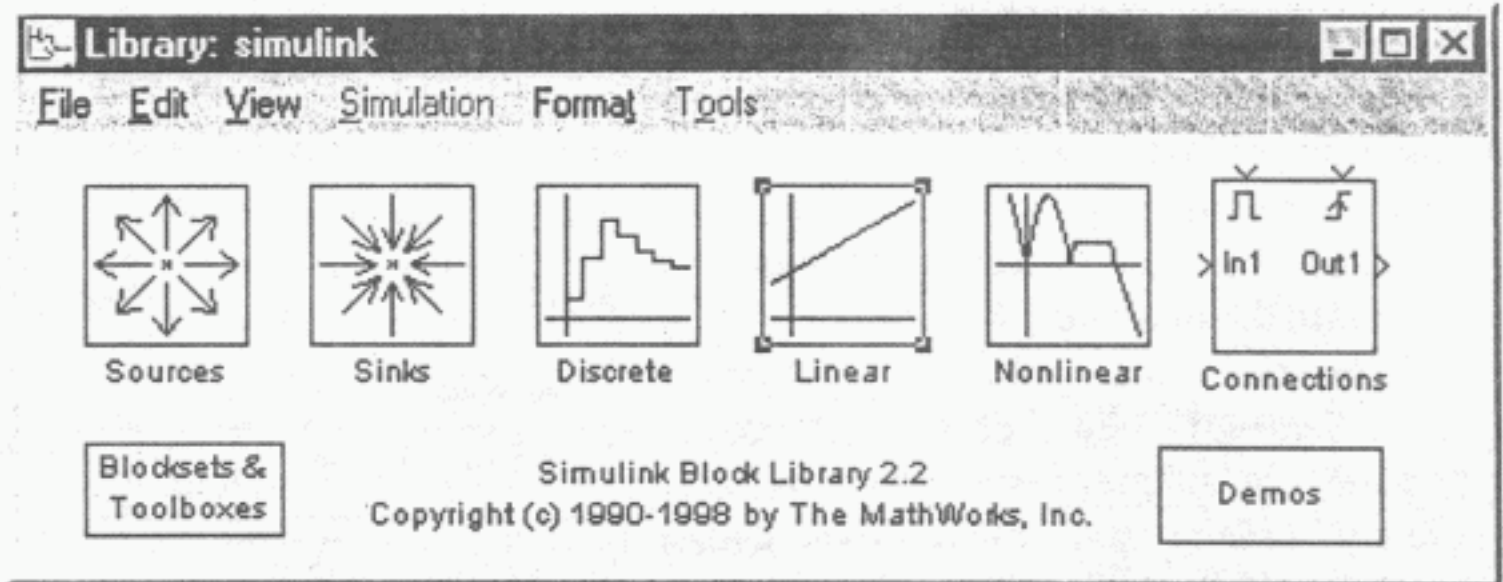 Library: simulink
File Edit View Simulation Format Tools
In1 Out1
Sources Sinks Discrete Linear Nonlinear Connections
Blocksets &
Toolboxes
Simulink Block Library 2.2
Copyright (c) 1990-1998 by The MathWorks, Inc.
Demos